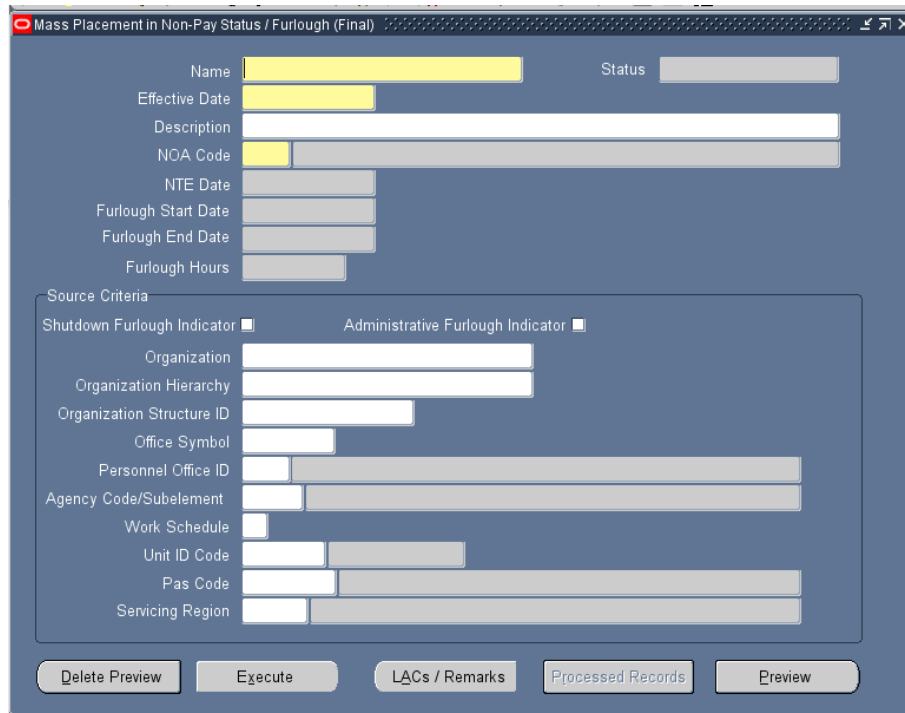 Mass Placement in Non-Pay Status / Furlough (Final)
Name
Status
Effective Date
Description
NOA Code
NTE Date
Furlough Start Date
Furlough End Date
Furlough Hours
Source Criteria
Shutdown Furlough Indicator
Administrative Furlough Indicator
Organization
Organization Hierarchy
Organization Structure ID
Office Symbol
Personnel Office ID
Agency Code/Subelement
Work Schedule
Unit ID Code
Pas Code
Servicing Region
Delete Preview
Execute
LACs / Remarks
Processed Records
Preview